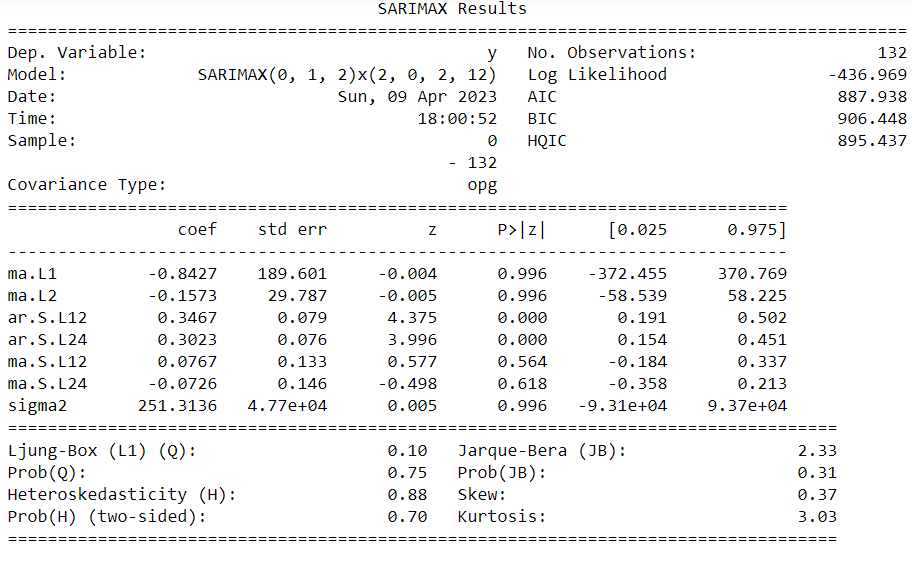 SARIMAX Results
==========================================================================================
Dep. Variable:                                  y   No. Observations:                  132
Model:             SARIMAX(0, 1, 2)x(2, 0, 2, 12)   Log Likelihood                -436.969
Date:                            Sun, 09 Apr 2023   AIC                            887.938
Time:                                    18:00:52   BIC                            906.448
Sample:                                         0   HQIC                           895.437
                                            - 132
Covariance Type:                              opg
==============================================================================
                 coef    std err          z      P>|z|      [0.025      0.975]
------------------------------------------------------------------------------
ma.L1         -0.8427    189.601     -0.004      0.996    -372.455     370.769
ma.L2         -0.1573     29.787     -0.005      0.996     -58.539      58.225
ar.S.L12       0.3467      0.079      4.375      0.000       0.191       0.502
ar.S.L24       0.3023      0.076      3.996      0.000       0.154       0.451
ma.S.L12       0.0767      0.133      0.577      0.564      -0.184       0.337
ma.S.L24      -0.0726      0.146     -0.498      0.618      -0.358       0.213
sigma2       251.3136   4.77e+04      0.005      0.996   -9.31e+04    9.37e+04
===================================================================================
Ljung-Box (L1) (Q):                   0.10   Jarque-Bera (JB):                 2.33
Prob(Q):                              0.75   Prob(JB):                         0.31
Heteroskedasticity (H):               0.88   Skew:                             0.37
Prob(H) (two-sided):                  0.70   Kurtosis:                         3.03
===================================================================================